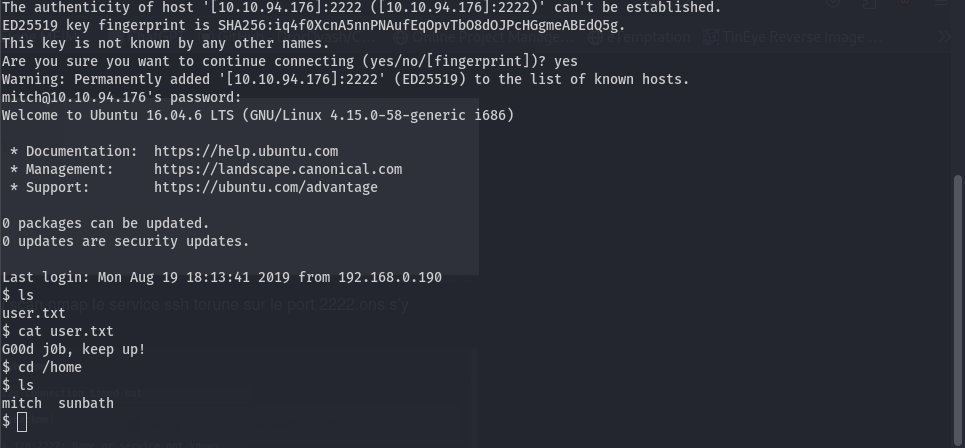 The authenticity of host '[10.10.94.176]:2222 ([10.10.94.176]:2222)' can't be established.
ED25519 key fingerprint is SHA256:iq4f0XcnA5nnPNAufEqOpvTbO8dOJPcHGgmeABEdQ5g.
This key is not known by any other names.
Are you sure you want to continue connecting (yes/no/[fingerprint])? yes
Warning: Permanently added '[10.10.94.176]:2222' (ED25519) to the list of known hosts.
mitch@10.10.94.176's password:
Welcome to Ubuntu 16.04.6 LTS (GNU/Linux 4.15.0-58-generic i686)
* Documentation:  https://help.ubuntu.com
* Management:     https://landscape.canonical.com
* Support:        https://ubuntu.com/advantage
0 packages can be updated.
0 updates are security updates.
Last login: Mon Aug 19 18:13:41 2019 from 192.168.0.190
$ ls
user.txt
$ cat user.txt
G00d j0b, keep up!
$ cd /home
$ ls
mitch  sunbath
$